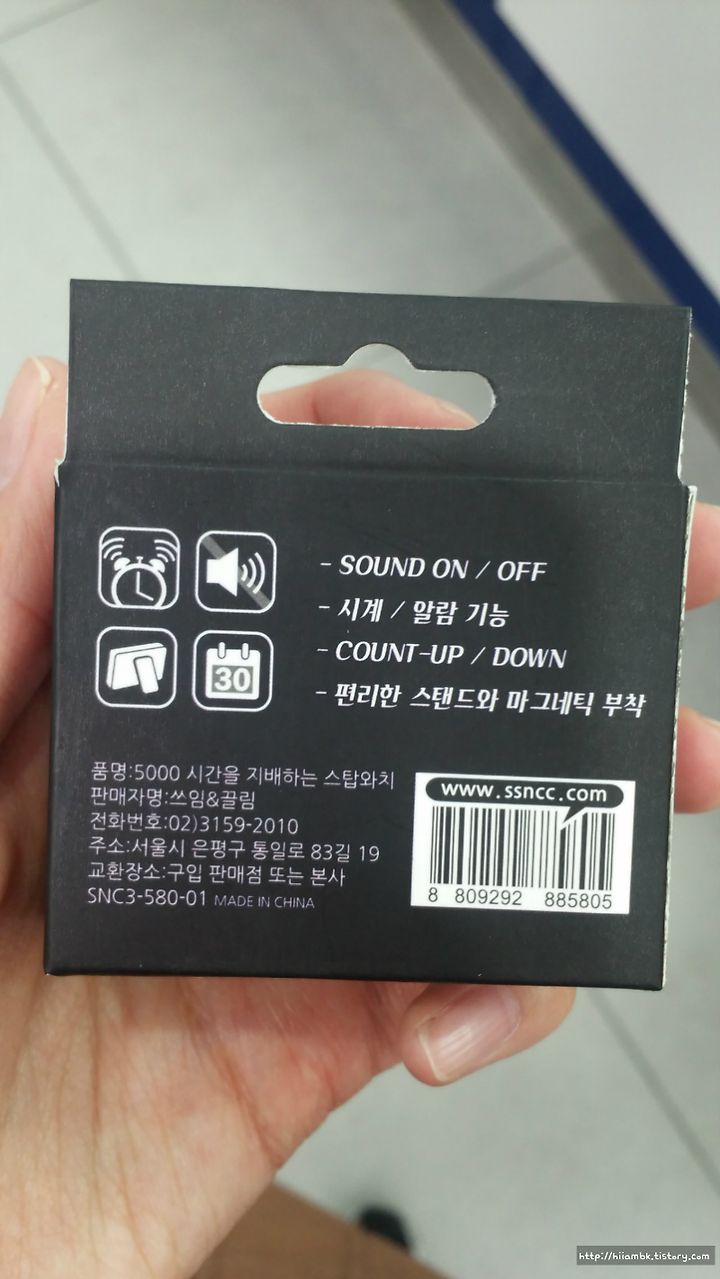 - SOUND ON / OFF
- 시계 / 알람 기능
- COUNT-UP / DOWN
- 편리한 스탠드와 마그네틱 부착
30
품명:5000 시간을 지배하는 스탑와치
판매자명:쓰임&끌림
전화번호:02)3159-2010
주소:서울시 은평구 통일로 83길 19
교환장소:구입 판매점 또는 본사
SNC3-580-01 MADE IN CHINA
www.ssncc.com
8 809292 885805
http://hiiambk.tistory.com